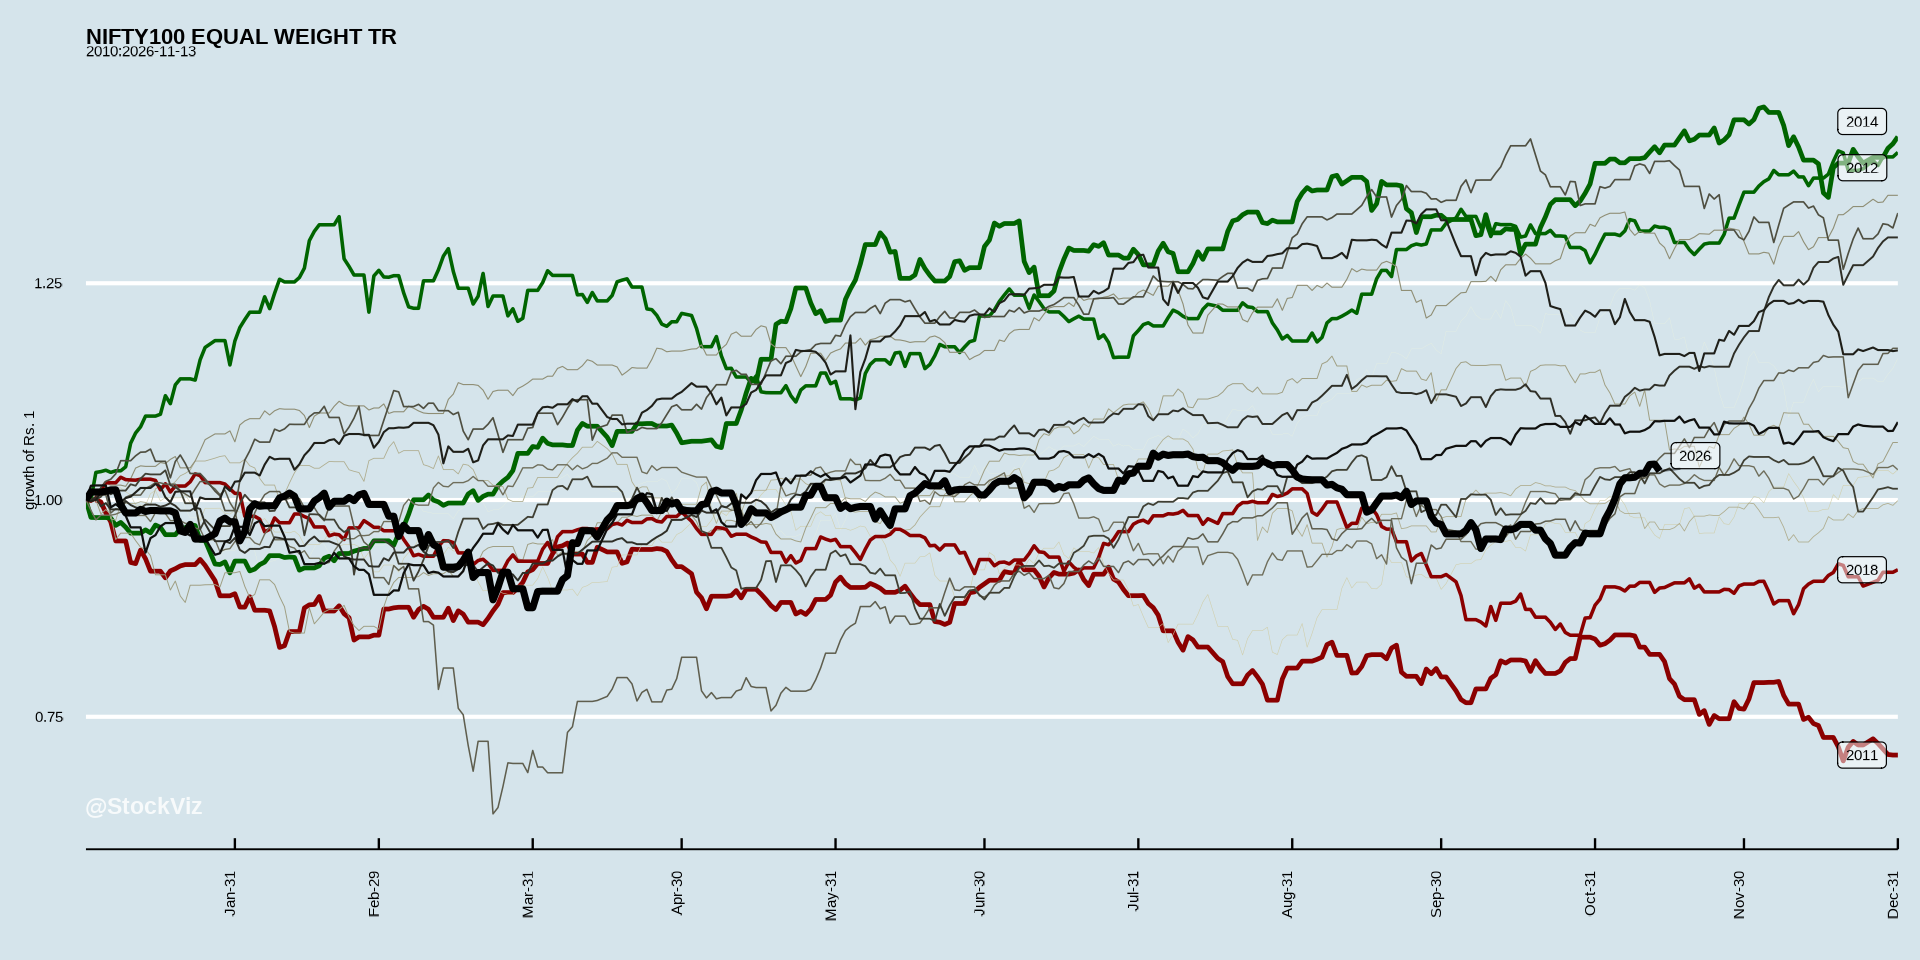 NIFTY100 EQUAL WEIGHT TR
2010:2026-11-13
growth of Rs. 1
1.25
1.00
0.75
2014
2012
2026
2018
2011
@StockViz
Jan-31
Feb-29
Mar-31
Apr-30
May-31
Jun-30
Jul-31
Aug-31
Sep-30
Oct-31
Nov-30
Dec-31